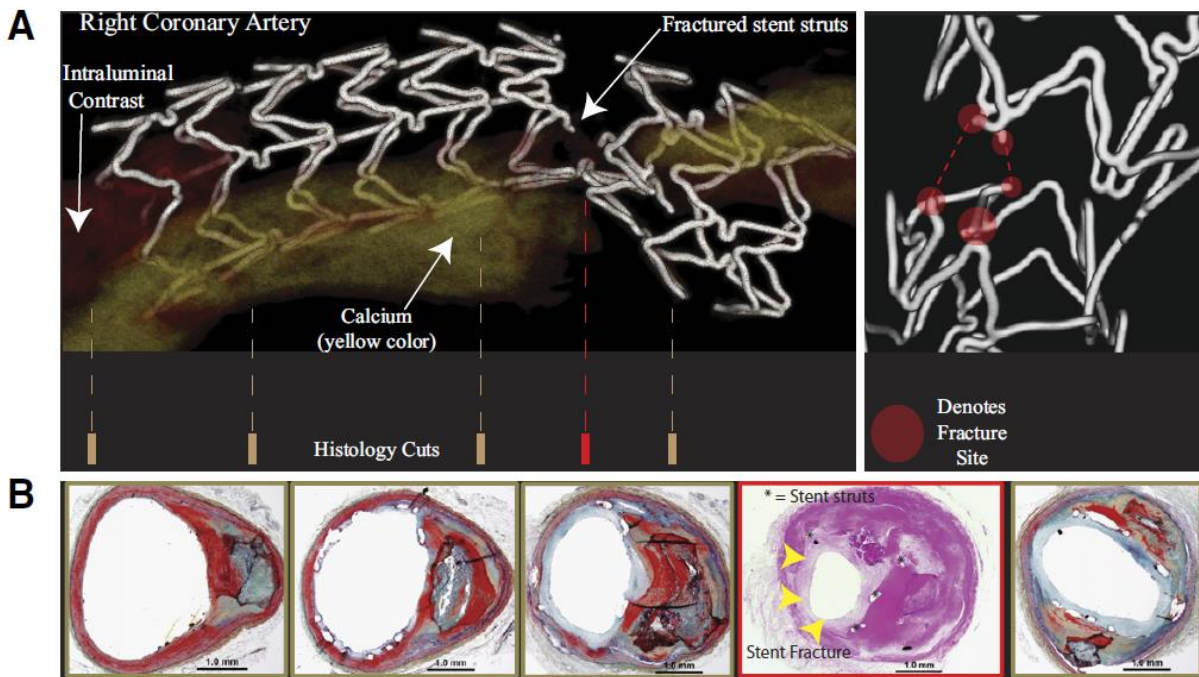 A
Right Coronary Artery
Fractured stent struts
Intraluminal
Contrast
Calcium
(yellow color)
Histology Cuts
Denotes
Fracture
Site
B
* = Stent struts
Stent Fracture
1.0 mm
1.0 mm
1.0 mm
1.0 mm
1.0 mm